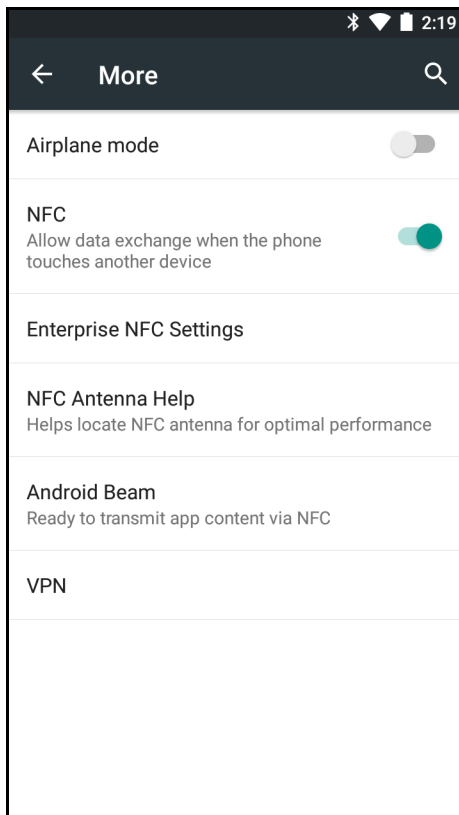 2:19
More
Airplane mode
NFC
Allow data exchange when the phone
touches another device
Enterprise NFC Settings
NFC Antenna Help
Helps locate NFC antenna for optimal performance
Android Beam
Ready to transmit app content via NFC
VPN